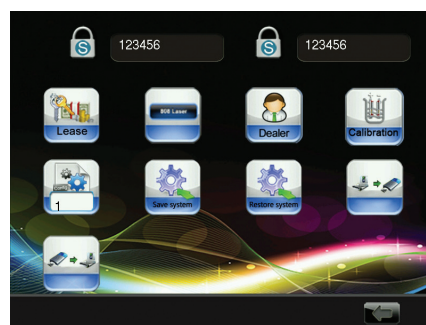 123456
123456
Lease
808 Laser
Dealer
Calibration
1
Save system
Restore system